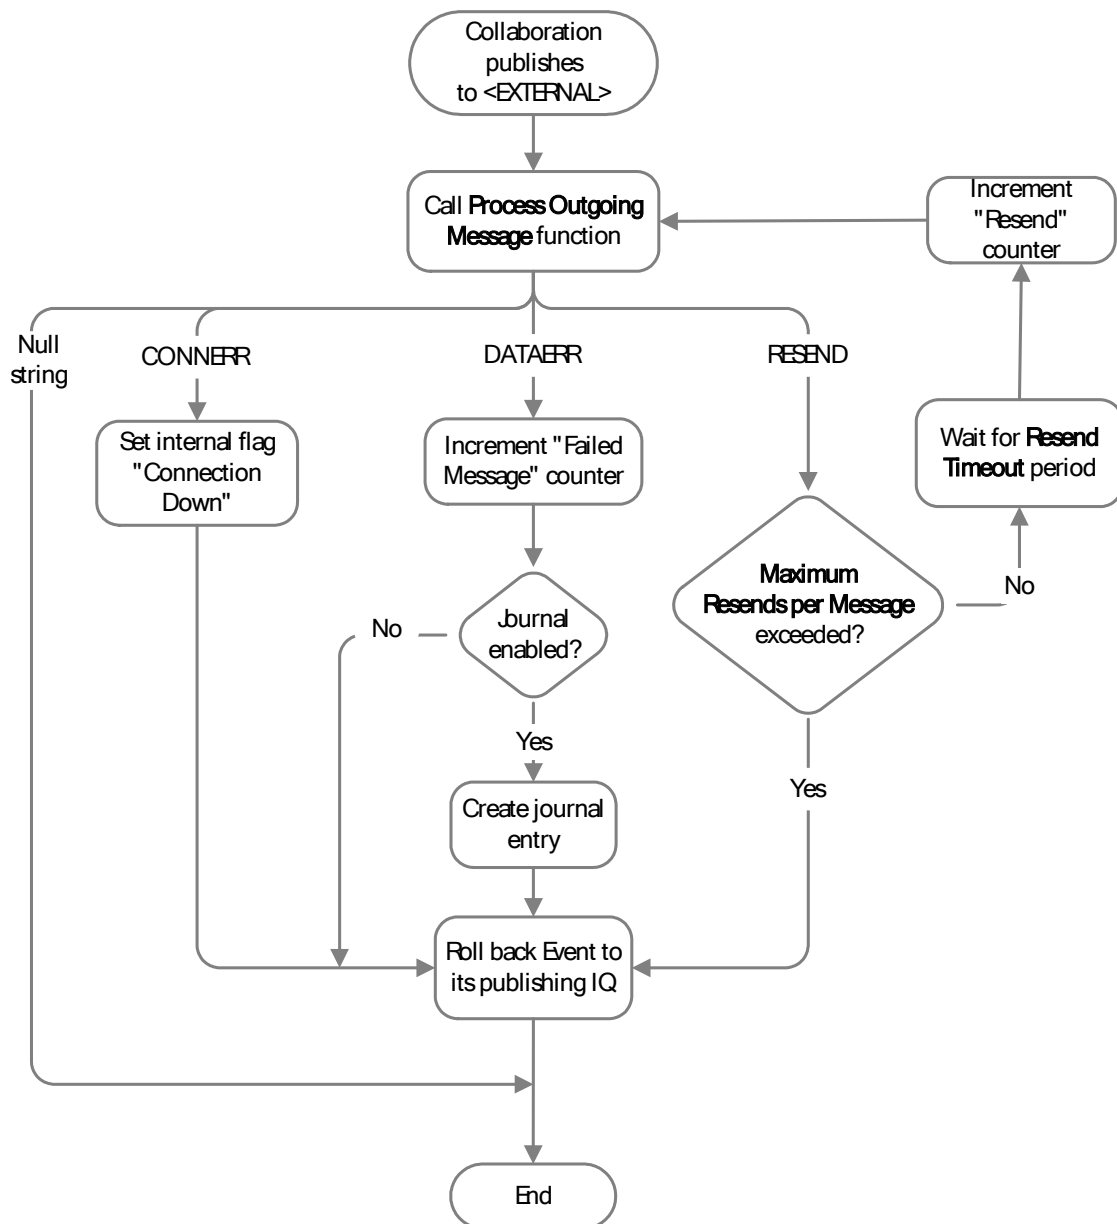 Collaboration
publishes
to <EXTERNAL>
Call Process Outgoing
Message function
Increment
"Resend"
counter
Null
string
CONNERR
DATAERR
RESEND
Set internal flag
"Connection
Down"
Increment "Failed
Message" counter
Wait for Resend
Timeout period
Maximum
Resends per Message
exceeded?
No
Journal
enabled?
No
Yes
Yes
Create journal
entry
Roll back Event to
its publishing IQ
End